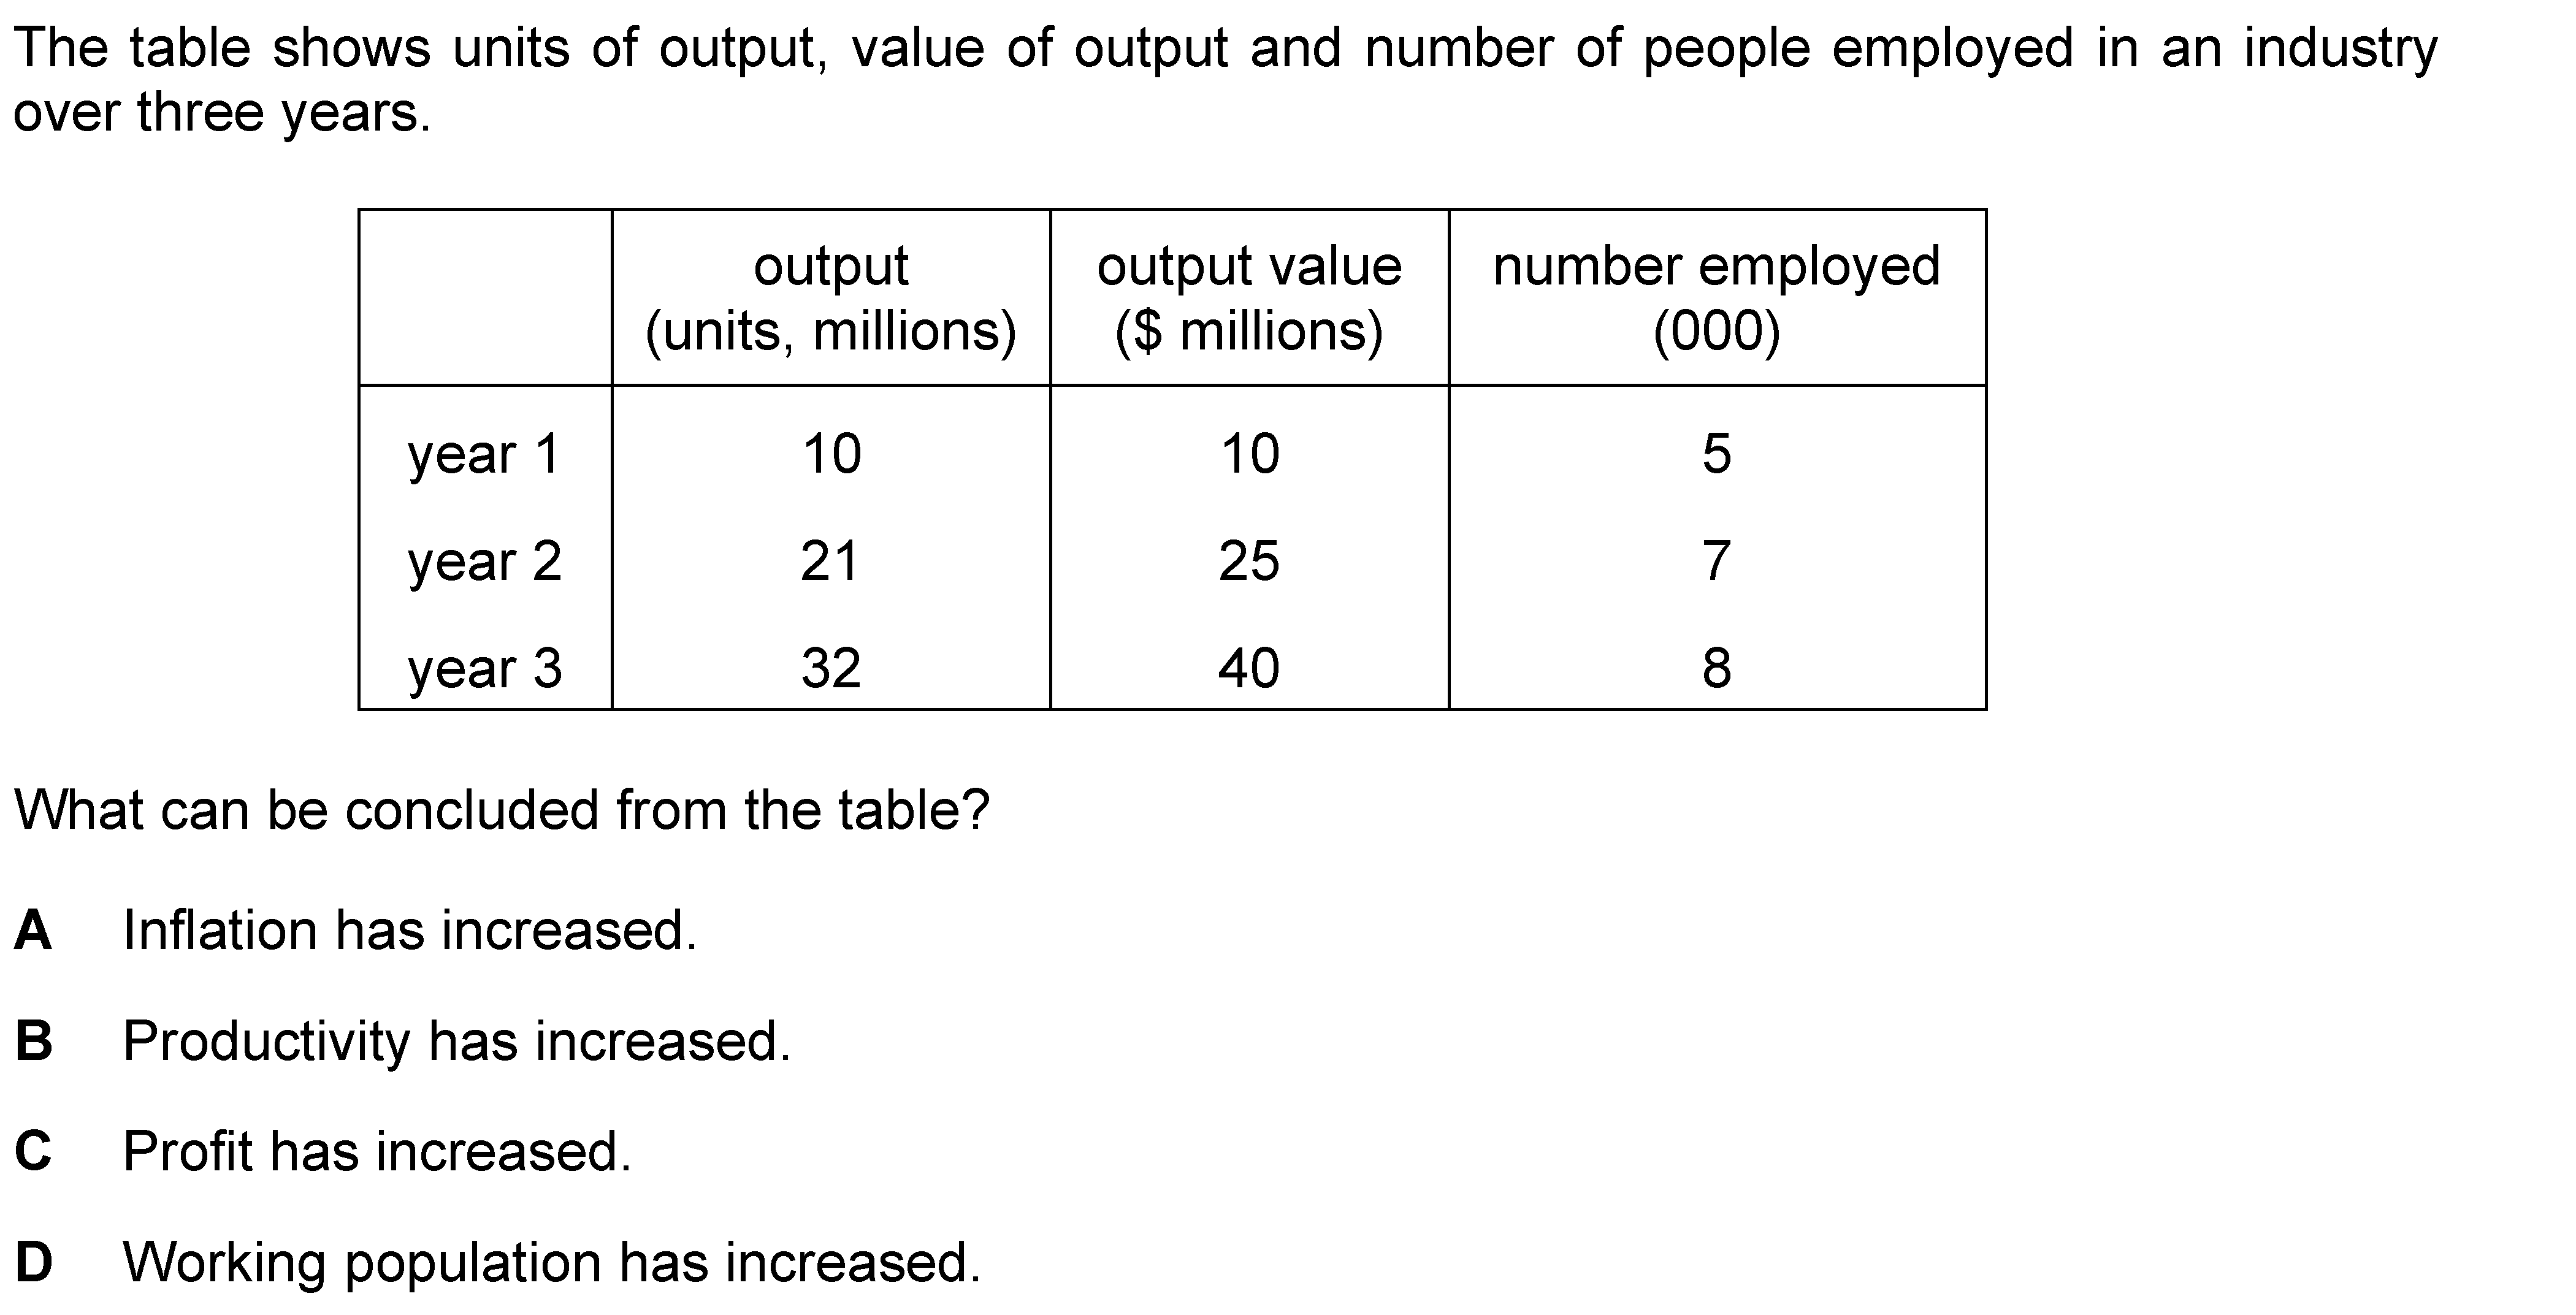 The table shows units of output, value of output and number of people employed in an industry
over three years.
output
(units, millions)
output value
($ millions)
number employed
(000)
year 1 10 10 5
year 2 21 25 7
year 3 32 40 8
What can be concluded from the table?
A Inflation has increased.
B Productivity has increased.
C Profit has increased.
D Working population has increased.